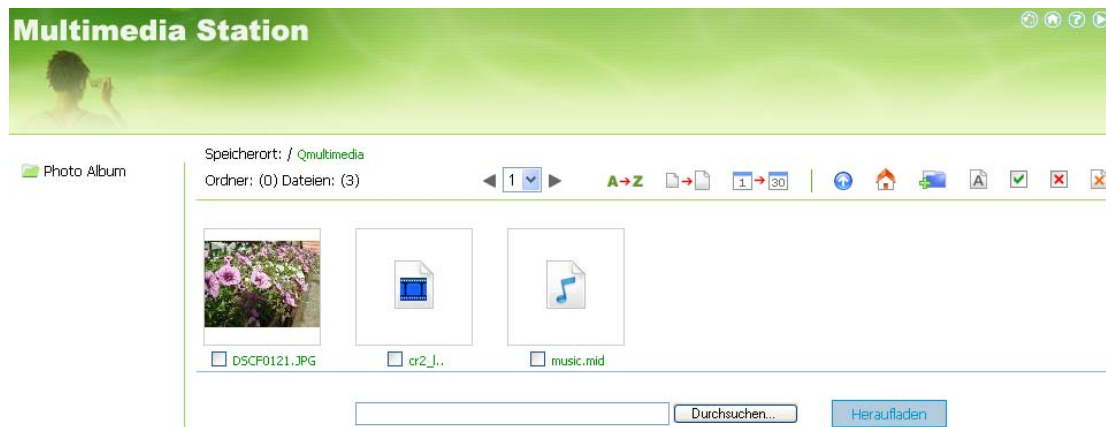 Multimedia Station
Photo Album
Speicherort: / Qmultimedia
Ordner: (0) Dateien: (3)
1
A→Z
1 → 30
A
DSCF0121.JPG
cr2_l..
music.mid
Durchsuchen...
Heraufladen